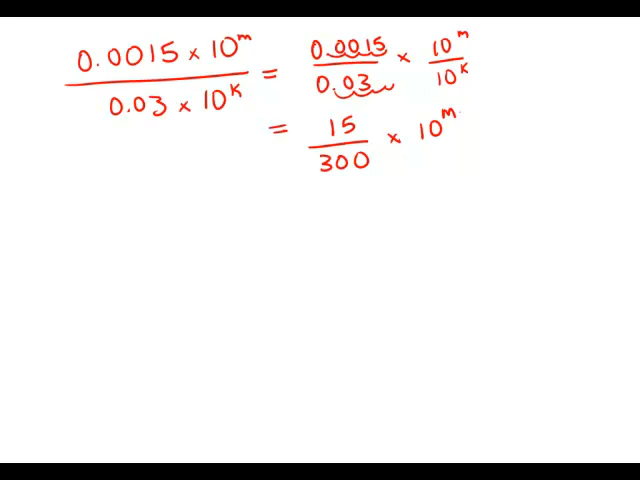 0.0015 × 10^m / 0.03 × 10^k = 0.0015 / 0.03 × 10^m / 10^k
= 15 / 300 × 10^m